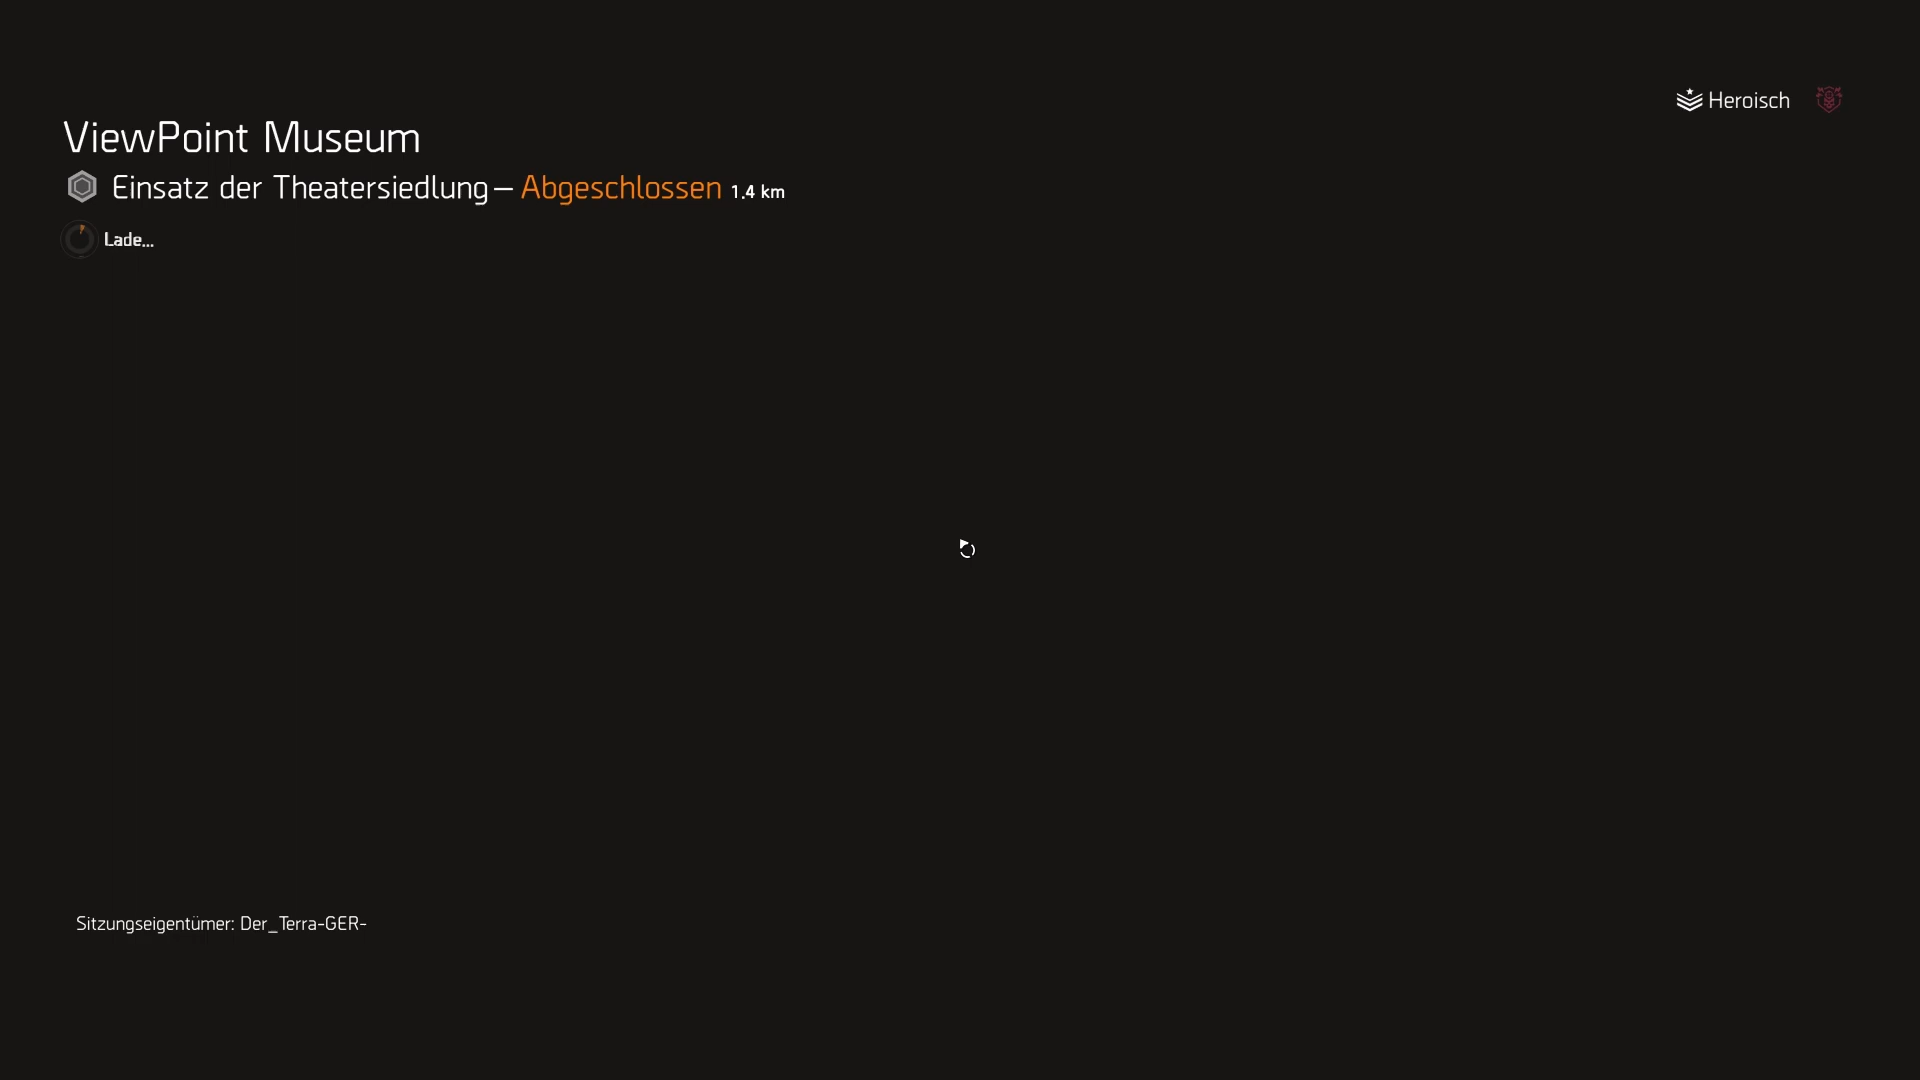 Heroisch
ViewPoint Museum
Einsatz der Theatersiedlung — Abgeschlossen 1.4 km
Lade...
Sitzungseigentümer: Der_Terra-GER-